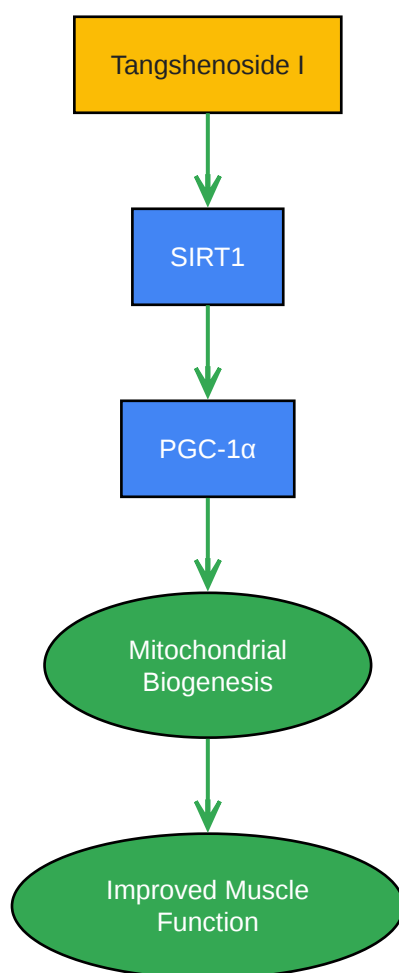 Tangshenoside I
SIRT1
PGC-1α
Mitochondrial
Biogenesis
Improved Muscle
Function